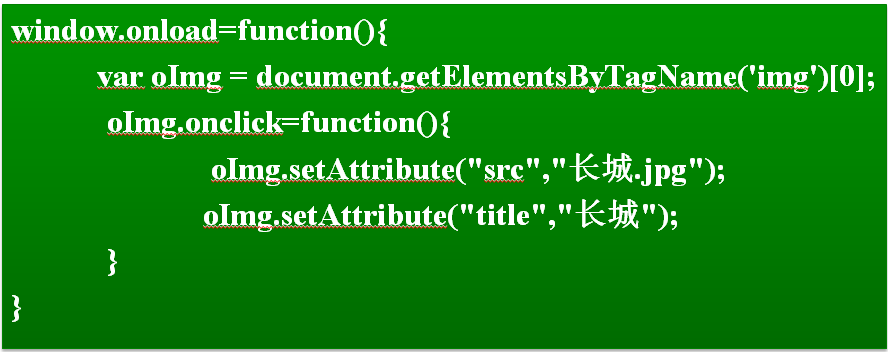 window.onload=function(){
var oImg = document.getElementsByTagName('img')[0];
oImg.onclick=function(){
oImg.setAttribute("src","长城.jpg");
oImg.setAttribute("title","长城");
}
}